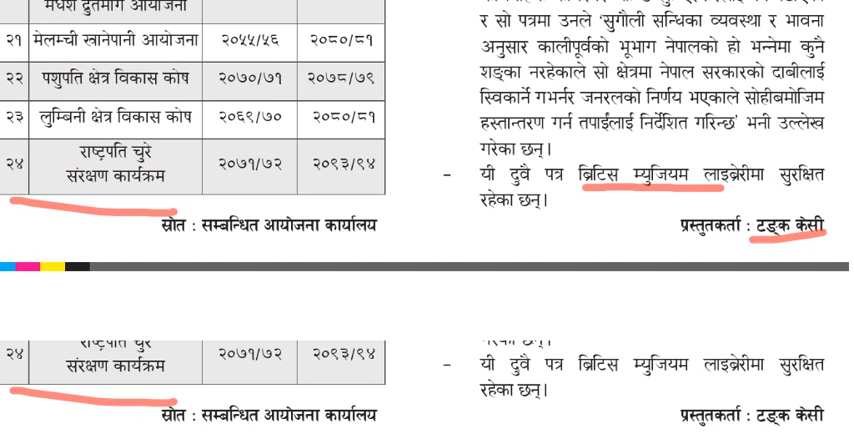 मधेश द्रुतमार्ग आयोजना
२१ मेलम्ची खानेपानी आयोजना २०५५/५६ २०८०/८१
२२ पशुपति क्षेत्र विकास कोष २०७०/७१ २०७८/७९
२३ लुम्बिनी क्षेत्र विकास कोष २०६९/७० २०८०/८१
२४ राष्ट्रपति चुरे
संरक्षण कार्यक्रम २०७१/७२ २०९३/९४
स्रोत : सम्बन्धित आयोजना कार्यालय
र सो पत्रमा उनले ‘सुगौली सन्धिका व्यवस्था र भावना
अनुसार कालीपूर्वको भूभाग नेपालको हो भन्नेमा कुनै
शङ्का नरहेकाले सो क्षेत्रमा नेपाल सरकारको दाबीलाई
स्विकार्ने गभर्नर जनरलको निर्णय भएकाले सोहीबमोजिम
हस्तान्तरण गर्न तपाईंलाई निर्देशित गरिन्छ’ भनी उल्लेख
गरेका छन्।
- यी दुवै पत्र ब्रिटिस म्युजियम लाइब्रेरीमा सुरक्षित
रहेका छन्।
प्रस्तुतकर्ता : टङ्क केसी
२४ राष्ट्रपति चुरे
संरक्षण कार्यक्रम २०७१/७२ २०९३/९४
स्रोत : सम्बन्धित आयोजना कार्यालय
गरेका छन्।
- यी दुवै पत्र ब्रिटिस म्युजियम लाइब्रेरीमा सुरक्षित
रहेका छन्।
प्रस्तुतकर्ता : टङ्क केसी